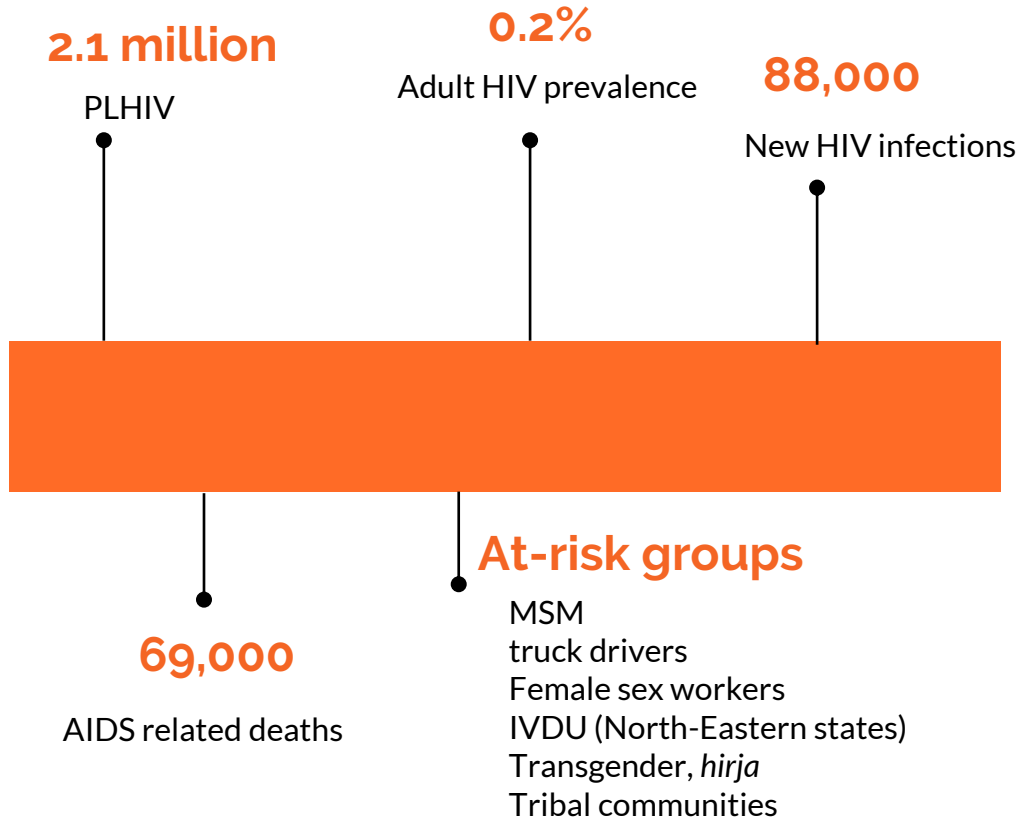 2.1 million
PLHIV
0.2%
Adult HIV prevalence
88,000
New HIV infections
69,000
AIDS related deaths
At-risk groups
MSM
truck drivers
Female sex workers
IVDU (North-Eastern states)
Transgender, hirja
Tribal communities